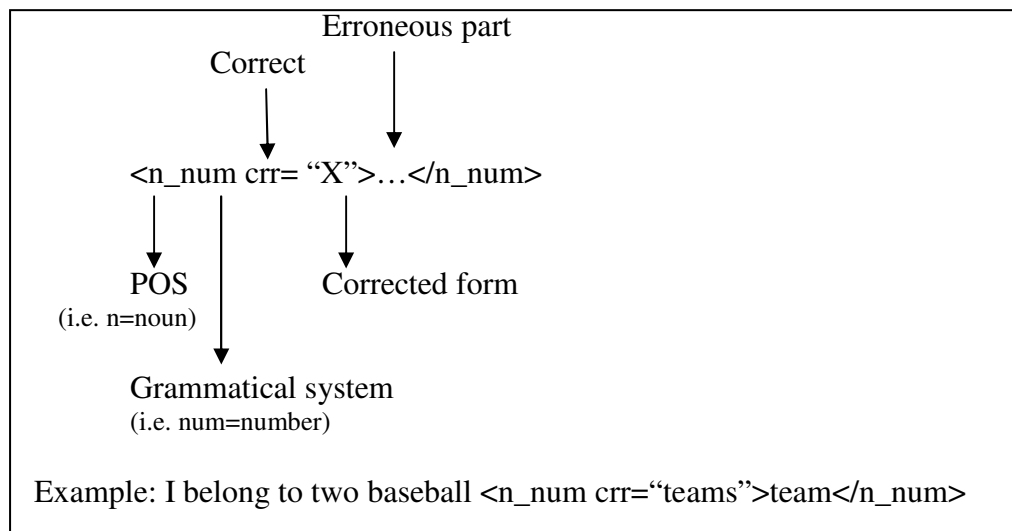 Erroneous part
Correct
<n_num crr= “X”>…</n_num>
POS
(i.e. n=noun)
Corrected form
Grammatical system
(i.e. num=number)
Example: I belong to two baseball <n_num crr=“teams”>team</n_num>